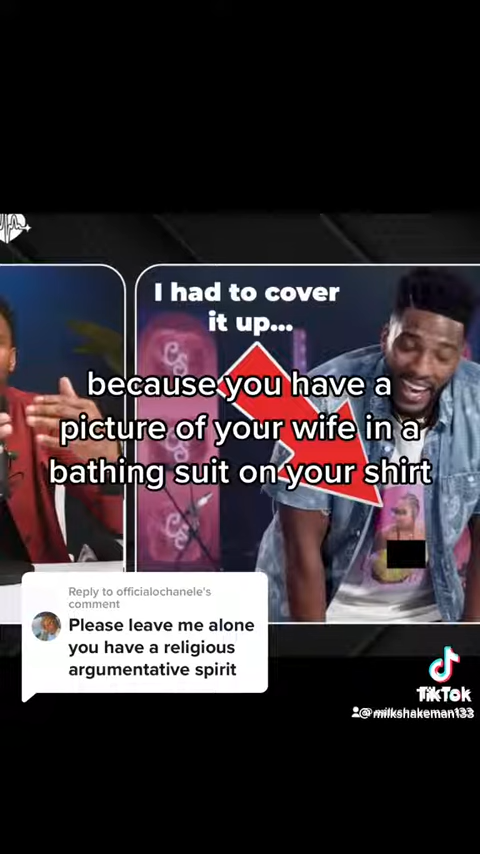 I had to cover
it up...
because you have a
picture of your wife in a
bathing suit on your shirt
Reply to officialochanele's
comment
Please leave me alone
you have a religious
argumentative spirit
TikTok
@milkshakeman133